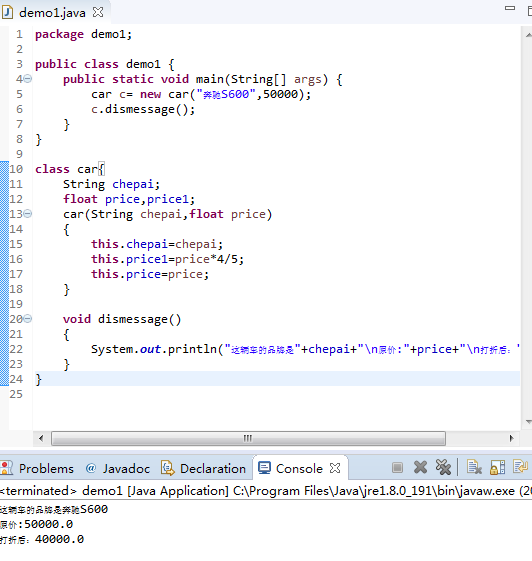 demo1.java
1 package demo1;
2
3 public class demo1 {
4 public static void main(String[] args) {
5 car c= new car("奔驰S600",50000);
6 c.dismessage();
7 }
8 }
9
10 class car{
11 String chepai;
12 float price,price1;
13 car(String chepai,float price)
14 {
15 this.chepai=chepai;
16 this.price1=price*4/5;
17 this.price=price;
18 }
19
20 void dismessage()
21 {
22 System.out.println("这辆车的品牌是"+chepai+"\n原价:"+price+"\n打折后："
23 }
24 }
25
Problems @ Javadoc Declaration Console
<terminated> demo1 [Java Application] C:\Program Files\Java\jre1.8.0_191\bin\javaw.exe (20
这辆车的品牌是奔驰S600
原价:50000.0
打折后：40000.0